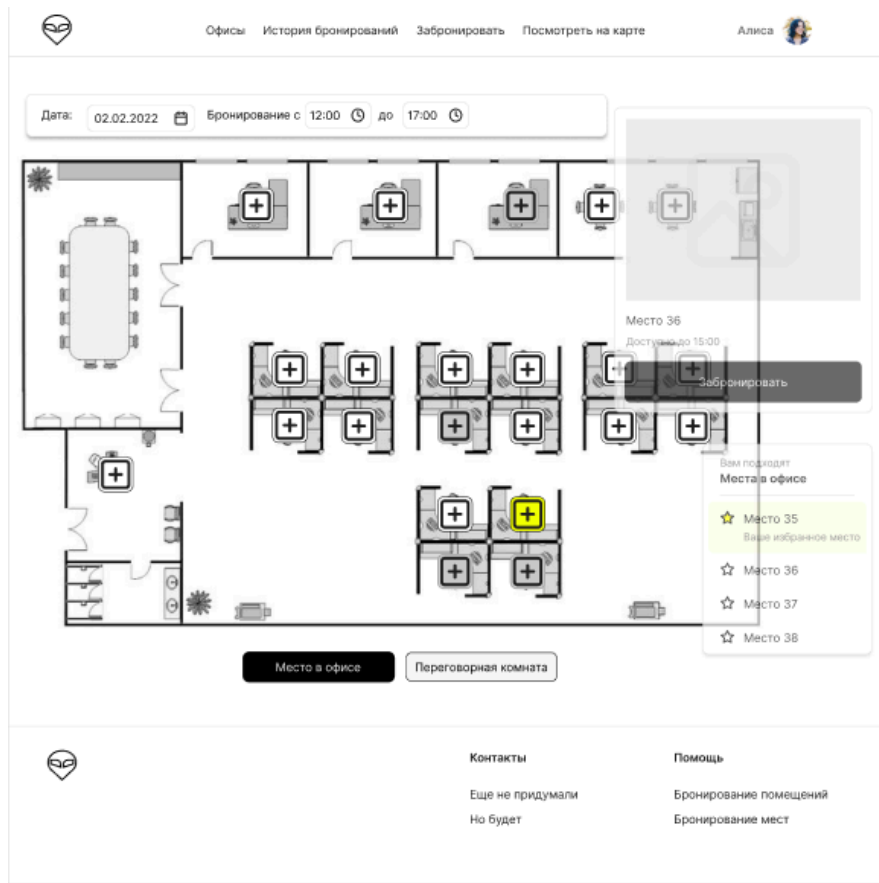 Офисы История бронирований Забронировать Посмотреть на карте Алиса
Дата: 02.02.2022 Бронирование с 12:00 до 17:00
Место 36
Доступно до 15:00
Забронировать
Вам подходят
Места в офисе
Место 35
Ваше избранное место
Место 36
Место 37
Место 38
Место в офисе Переговорная комната
Контакты Помощь
Еще не придумали Бронирование помещений
Но будет Бронирование мест